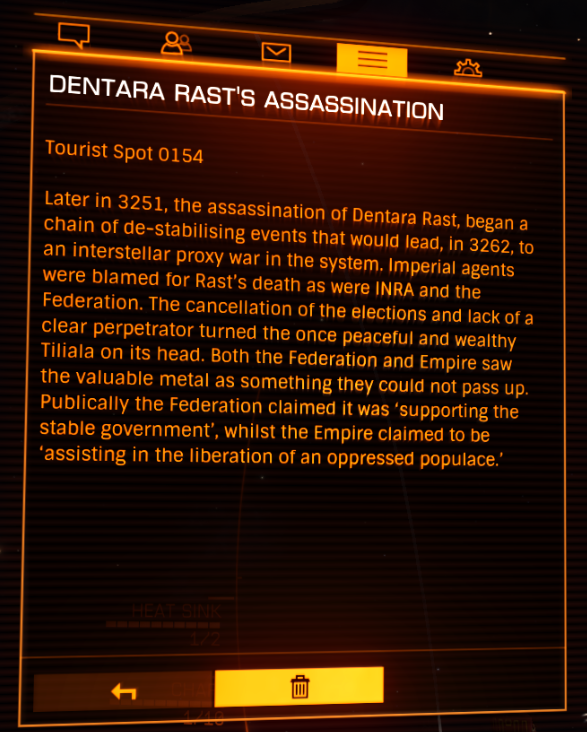 DENTARA RAST'S ASSASSINATION
Tourist Spot 0154
Later in 3251, the assassination of Dentara Rast, began a
chain of de-stabilising events that would lead, in 3262, to
an interstellar proxy war in the system. Imperial agents
were blamed for Rast's death as were INRA and the
Federation. The cancellation of the elections and lack of a
clear perpetrator turned the once peaceful and wealthy
Tiliala on its head. Both the Federation and Empire saw
the valuable metal as something they could not pass up.
Publically the Federation claimed it was 'supporting the
stable government', whilst the Empire claimed to be
'assisting in the liberation of an oppressed populace.'
HEAT SINK
1/2
1/10